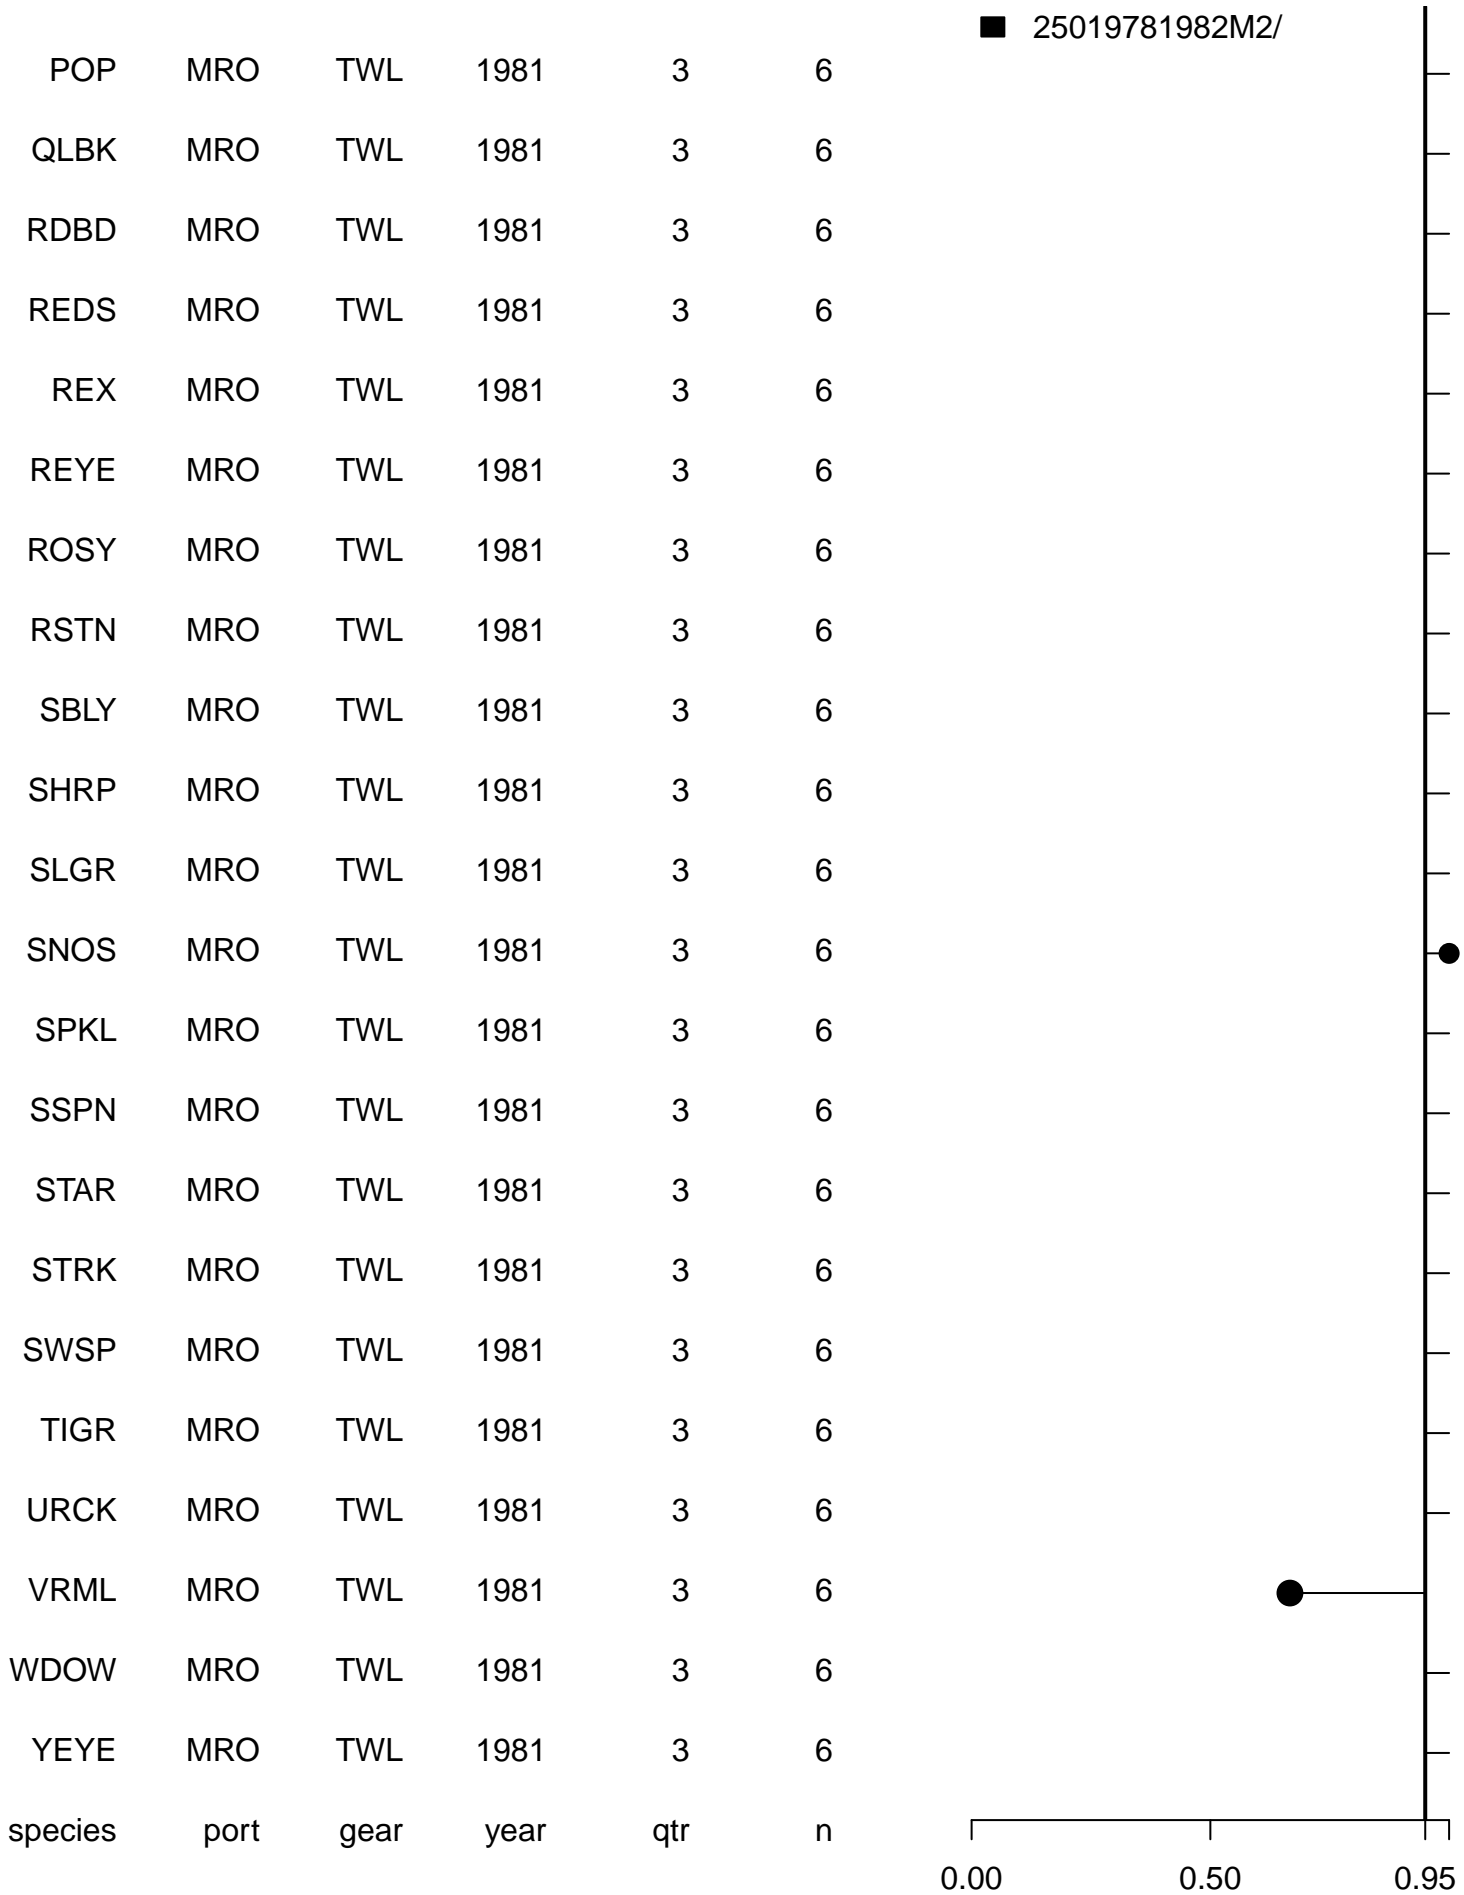 25019781982M2/
POP MRO TWL 1981 3 6
QLBK MRO TWL 1981 3 6
RDBD MRO TWL 1981 3 6
REDS MRO TWL 1981 3 6
REX MRO TWL 1981 3 6
REYE MRO TWL 1981 3 6
ROSY MRO TWL 1981 3 6
RSTN MRO TWL 1981 3 6
SBLY MRO TWL 1981 3 6
SHRP MRO TWL 1981 3 6
SLGR MRO TWL 1981 3 6
SNOS MRO TWL 1981 3 6
SPKL MRO TWL 1981 3 6
SSPN MRO TWL 1981 3 6
STAR MRO TWL 1981 3 6
STRK MRO TWL 1981 3 6
SWSP MRO TWL 1981 3 6
TIGR MRO TWL 1981 3 6
URCK MRO TWL 1981 3 6
VRML MRO TWL 1981 3 6
WDOW MRO TWL 1981 3 6
YEYE MRO TWL 1981 3 6
species port gear year qtr n
0.00 0.50 0.95